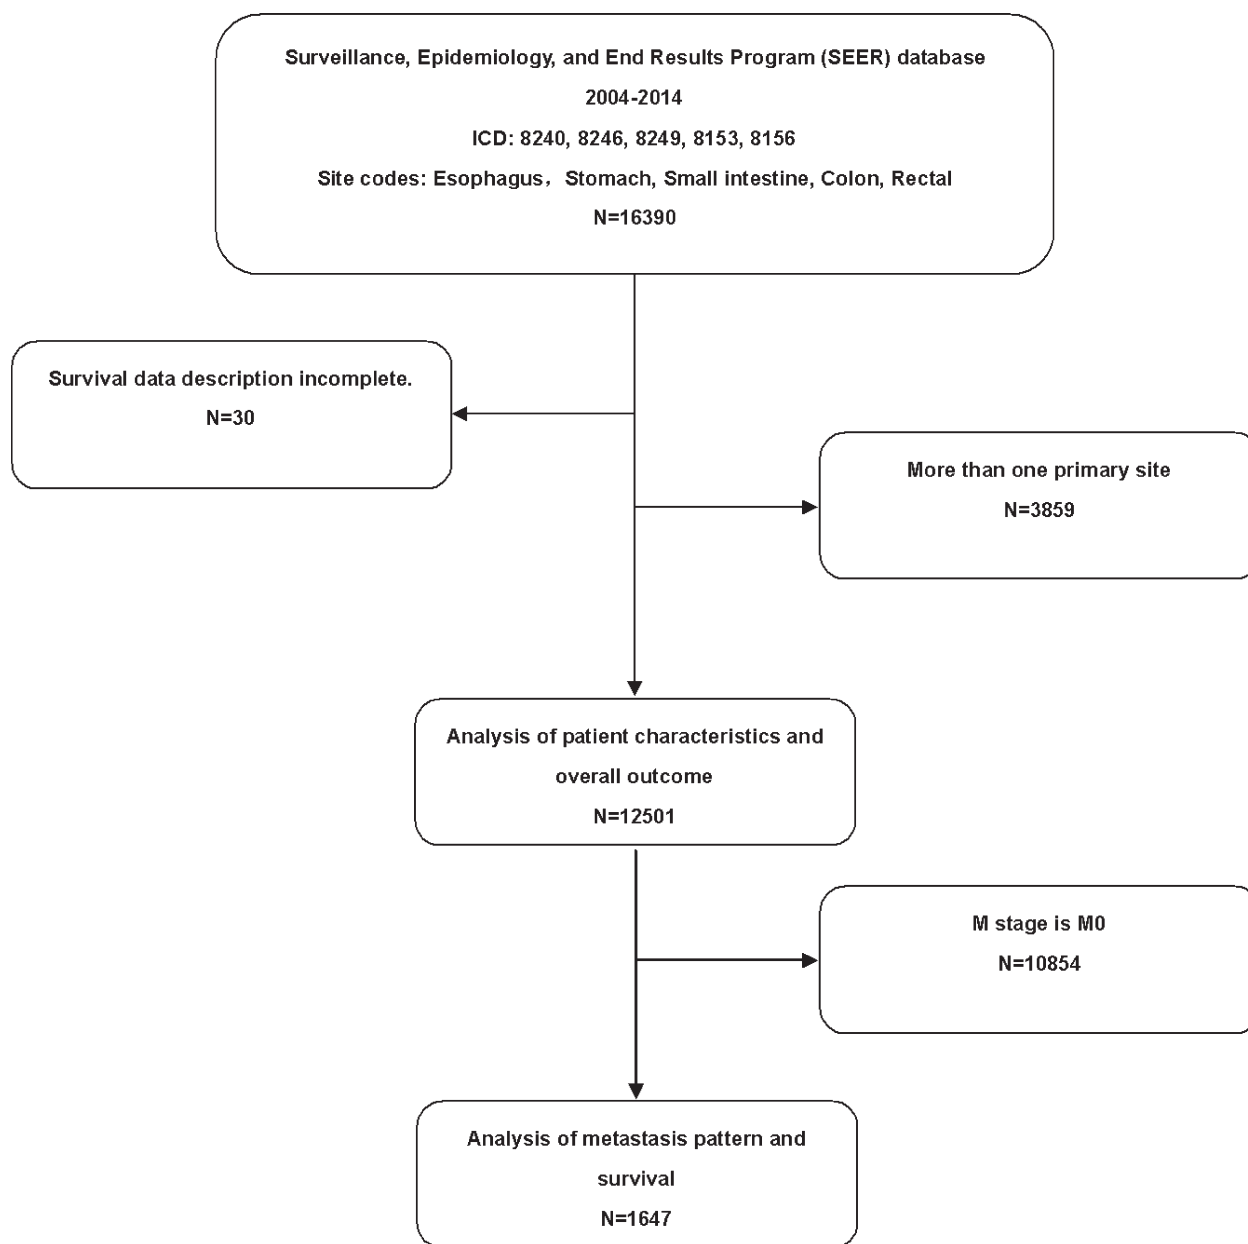 Surveillance, Epidemiology, and End Results Program (SEER) database
2004-2014
ICD: 8240, 8246, 8249, 8153, 8156
Site codes: Esophagus，Stomach, Small intestine, Colon, Rectal
N=16390
Survival data description incomplete.
N=30
More than one primary site
N=3859
Analysis of patient characteristics and
overall outcome
N=12501
M stage is M0
N=10854
Analysis of metastasis pattern and
survival
N=1647